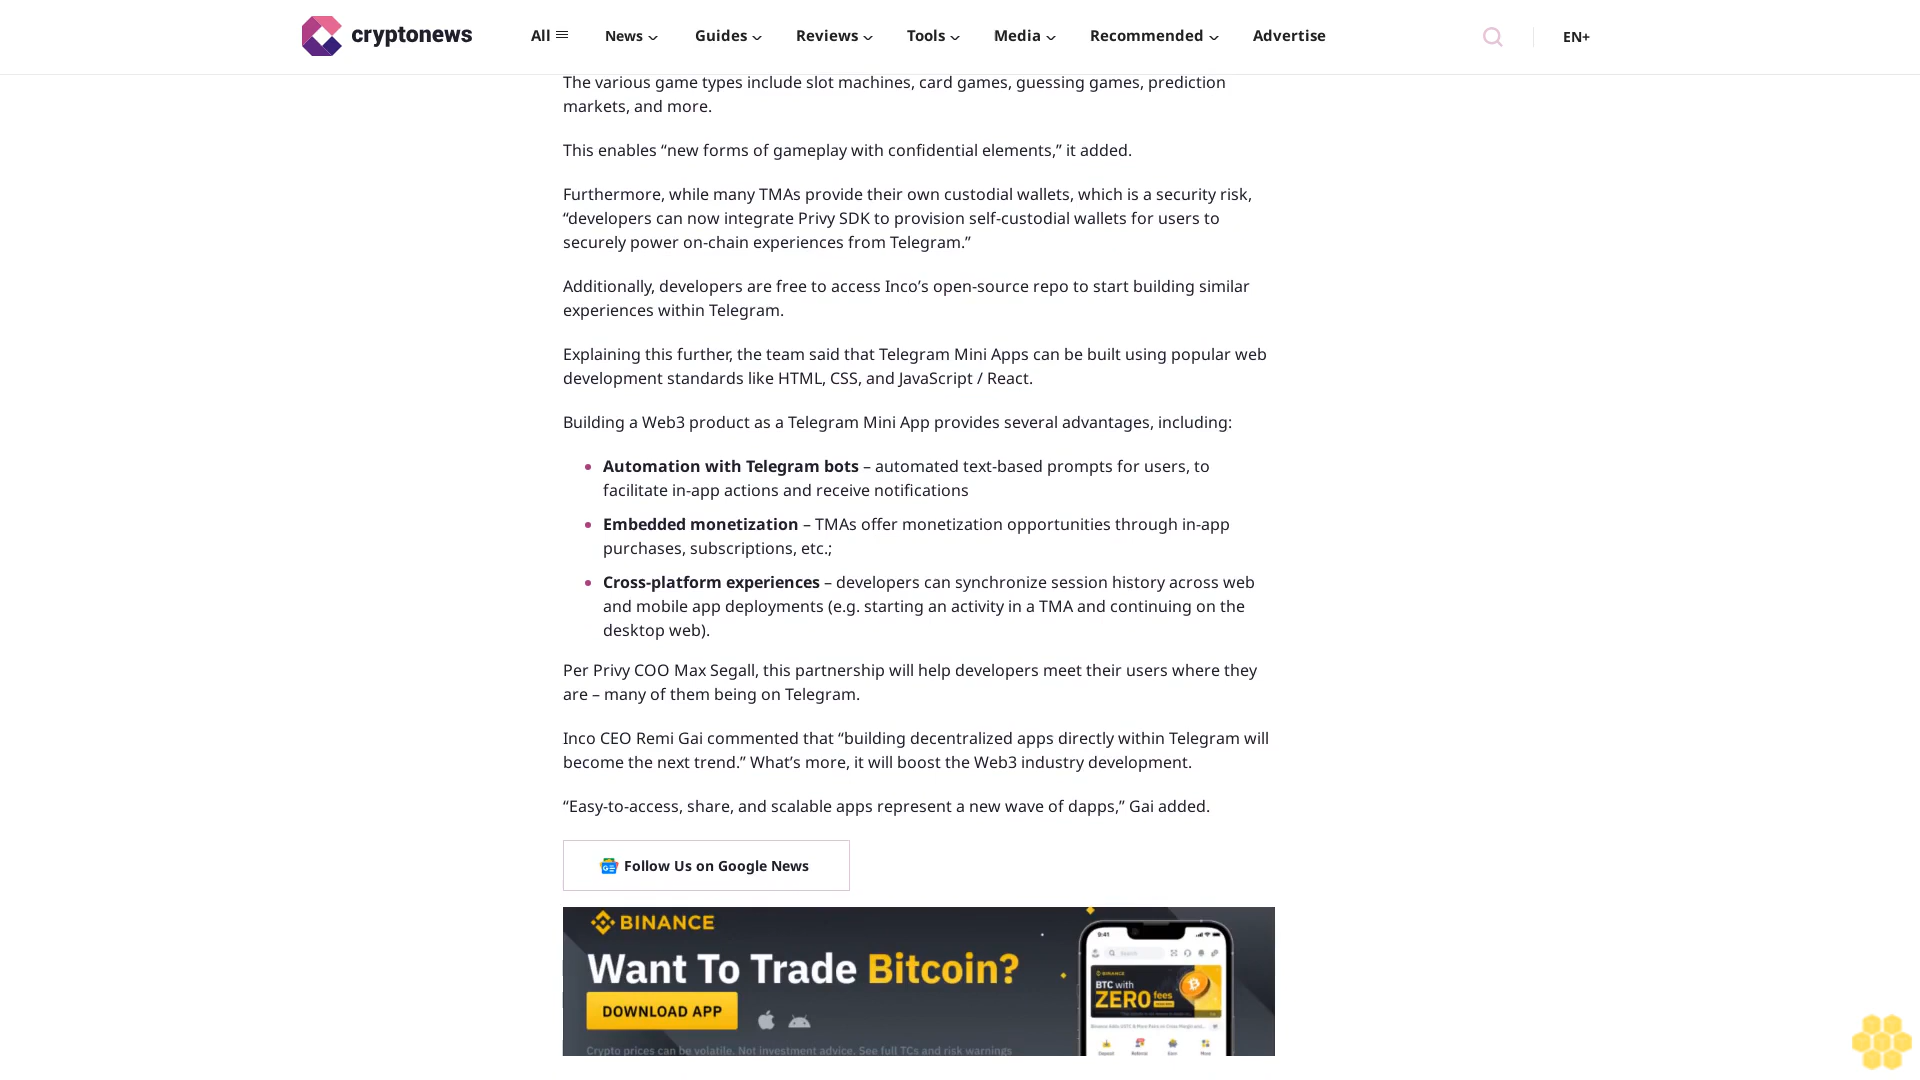 cryptonews
All
News
Guides
Reviews
Tools
Media
Recommended
Advertise
EN+
The various game types include slot machines, card games, guessing games, prediction
markets, and more.
This enables “new forms of gameplay with confidential elements,” it added.
Furthermore, while many TMAs provide their own custodial wallets, which is a security risk,
“developers can now integrate Privy SDK to provision self-custodial wallets for users to
securely power on-chain experiences from Telegram.”
Additionally, developers are free to access Inco’s open-source repo to start building similar
experiences within Telegram.
Explaining this further, the team said that Telegram Mini Apps can be built using popular web
development standards like HTML, CSS, and JavaScript / React.
Building a Web3 product as a Telegram Mini App provides several advantages, including:
Automation with Telegram bots – automated text-based prompts for users, to
facilitate in-app actions and receive notifications
Embedded monetization – TMAs offer monetization opportunities through in-app
purchases, subscriptions, etc.;
Cross-platform experiences – developers can synchronize session history across web
and mobile app deployments (e.g. starting an activity in a TMA and continuing on the
desktop web).
Per Privy COO Max Segall, this partnership will help developers meet their users where they
are – many of them being on Telegram.
Inco CEO Remi Gai commented that “building decentralized apps directly within Telegram will
become the next trend.” What’s more, it will boost the Web3 industry development.
“Easy-to-access, share, and scalable apps represent a new wave of dapps,” Gai added.
Follow Us on Google News
BINANCE
Want To Trade Bitcoin?
DOWNLOAD APP
Crypto prices can be volatile. Not investment advice. See full TCs and risk warnings
9:41
Search
BINANCE
BTC with
ZERO fees
Deposit
Referral
Earn
More